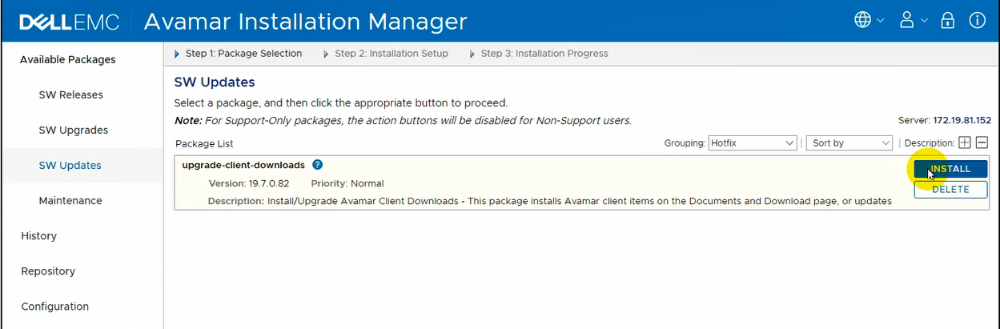 DELLEMC Avamar Installation Manager
Available Packages
SW Releases
SW Upgrades
SW Updates
Maintenance
History
Repository
Configuration
Step 1: Package Selection Step 2: Installation Setup Step 3: Installation Progress
SW Updates
Select a package, and then click the appropriate button to proceed.
Note: For Support-Only packages, the action buttons will be disabled for Non-Support users.
Server: 172.19.81.152
Package List Grouping: Hotfix Sort by Description:
upgrade-client-downloads ? INSTALL
Version: 19.7.0.82 Priority: Normal
DELETE
Description: Install/Upgrade Avamar Client Downloads - This package installs Avamar client items on the Documents and Download page, or updates